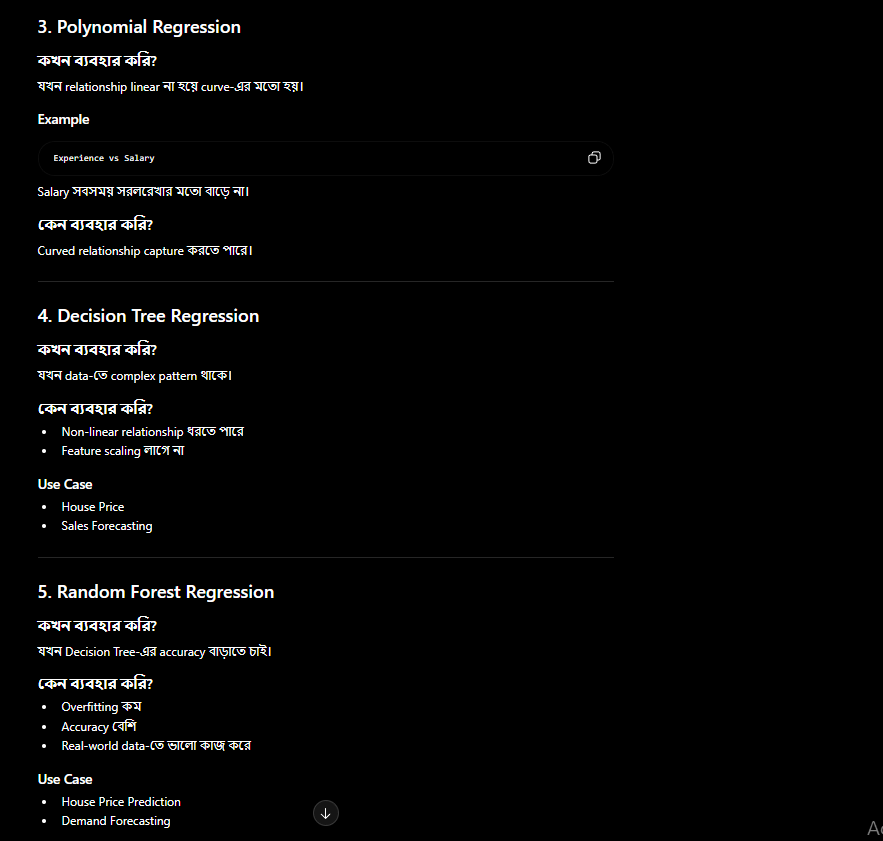 3. Polynomial Regression
কখন ব্যবহার করি?
যখন relationship linear না হয়ে curve-এর মতো হয়।
Example
Experience vs Salary
Salary সবসময় সরলরেখার মতো বাড়ে না।
কেন ব্যবহার করি?
Curved relationship capture করতে পারে।
4. Decision Tree Regression
কখন ব্যবহার করি?
যখন data-তে complex pattern থাকে।
কেন ব্যবহার করি?
• Non-linear relationship ধরতে পারে
• Feature scaling লাগে না
Use Case
• House Price
• Sales Forecasting
5. Random Forest Regression
কখন ব্যবহার করি?
যখন Decision Tree-এর accuracy বাড়াতে চাই।
কেন ব্যবহার করি?
• Overfitting কম
• Accuracy বেশি
• Real-world data-তে ভালো কাজ করে
Use Case
• House Price Prediction
• Demand Forecasting